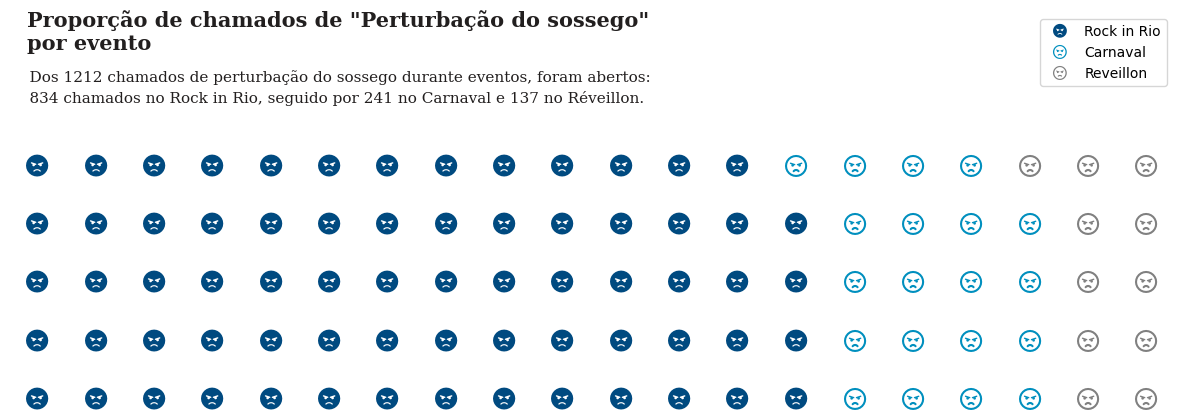 Proporção de chamados de "Perturbação do sossego"
por evento
Dos 1212 chamados de perturbação do sossego durante eventos, foram abertos:
834 chamados no Rock in Rio, seguido por 241 no Carnaval e 137 no Réveillon.
Rock in Rio
Carnaval
Reveillon